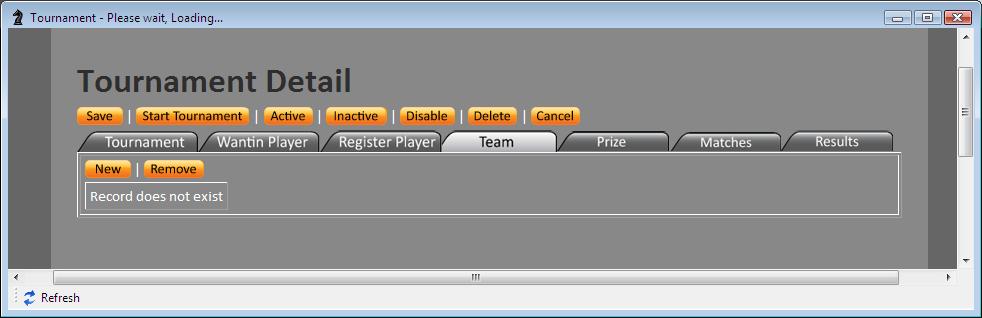 Tournament - Please wait, Loading...
Tournament Detail
Save | Start Tournament | Active | Inactive | Disable | Delete | Cancel
Tournament Wantin Player Register Player Team Prize Matches Results
New | Remove
Record does not exist
Refresh